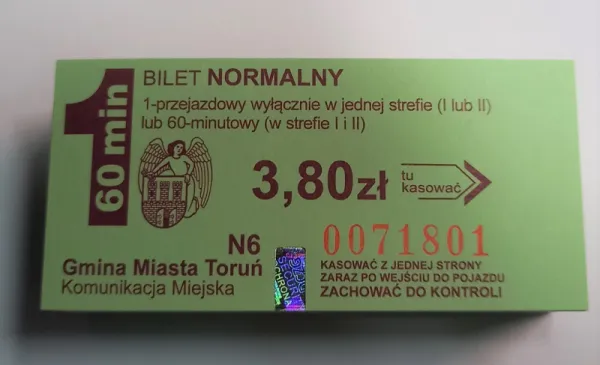 1
60 min
BILET NORMALNY
1-przejazdowy wyłącznie w jednej strefie (I lub II)
lub 60-minutowy (w strefie I i II)
3,80zł
tu
kasować
N6
0071801
Gmina Miasta Toruń
Komunikacja Miejska
KASOWAĆ Z JEDNEJ STRONY
ZARAZ PO WEJŚCIU DO POJAZDU
ZACHOWAĆ DO KONTROLI